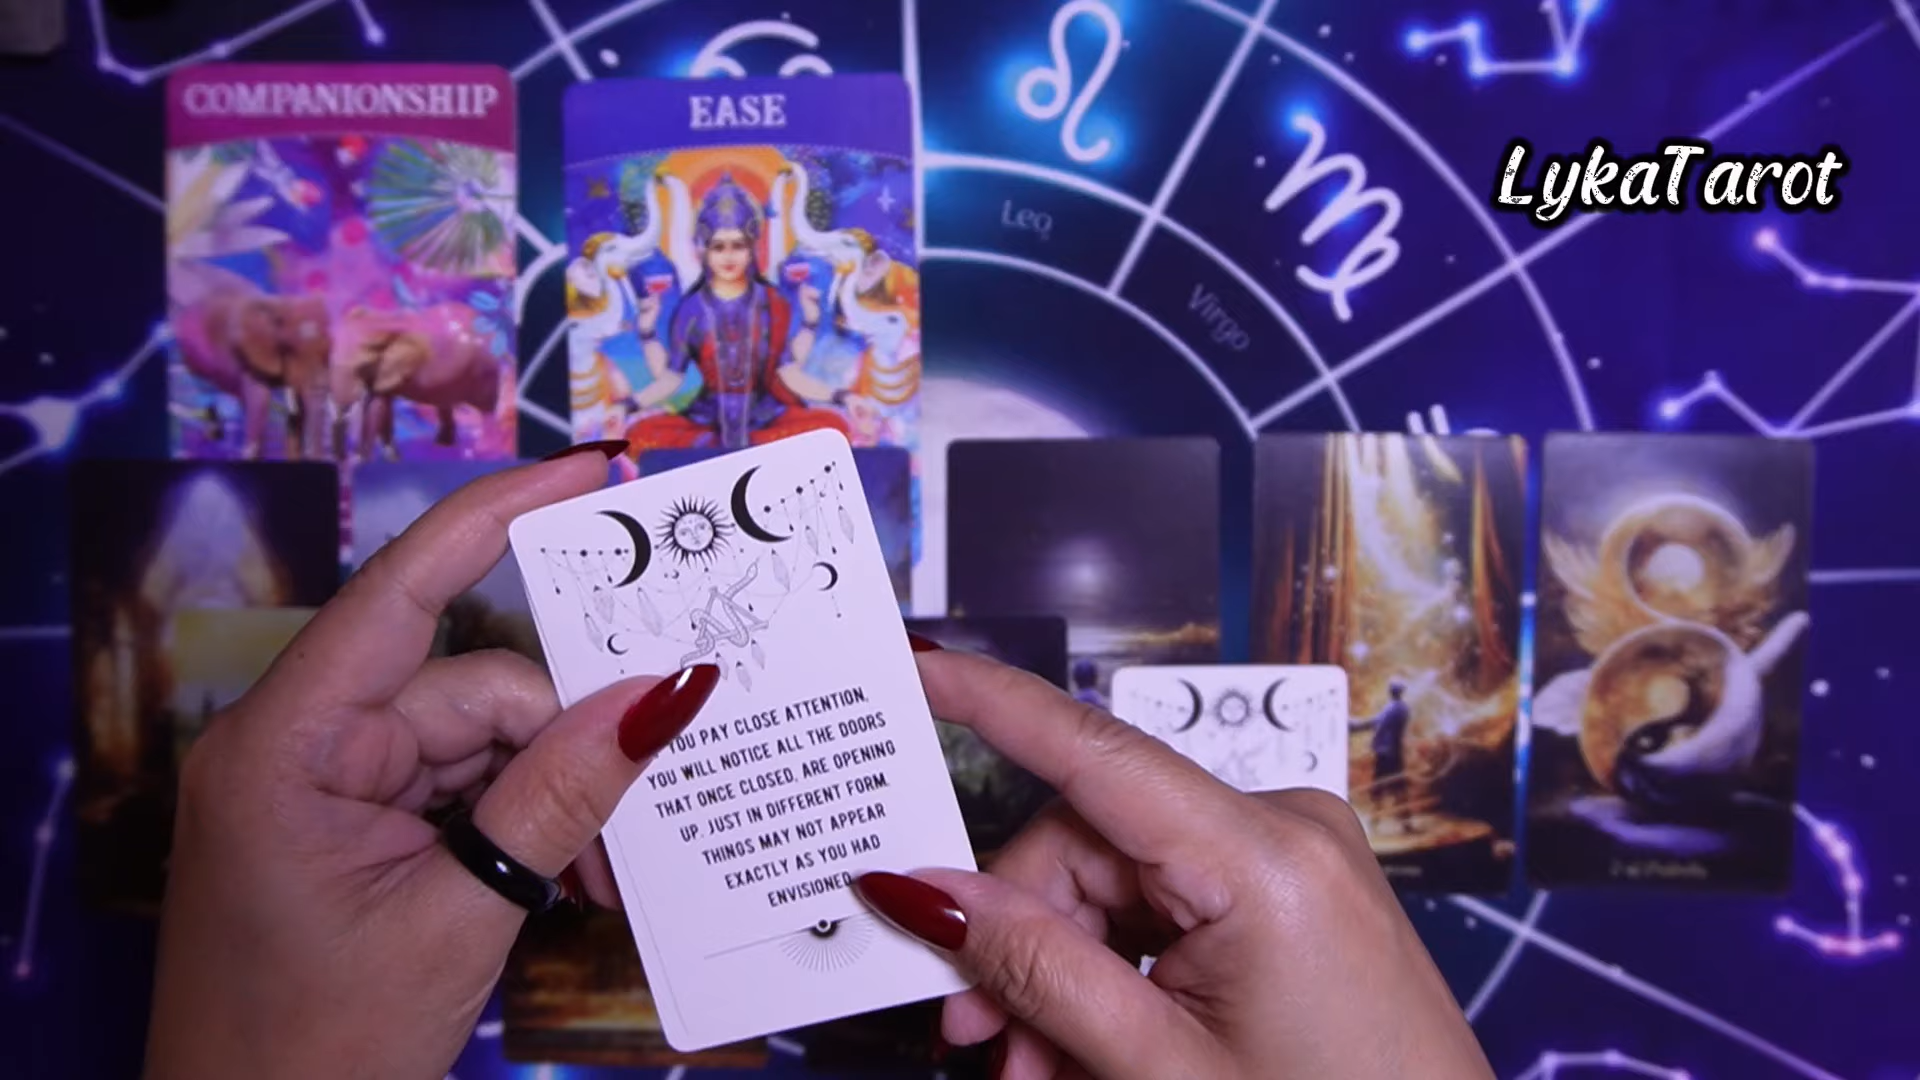 COMPANIONSHIP
EASE
LykaTarot
Leo
Virgo
YOU PAY CLOSE ATTENTION,
YOU WILL NOTICE ALL THE DOORS
THAT ONCE CLOSED, ARE OPENING
UP, JUST IN DIFFERENT FORM.
THINGS MAY NOT APPEAR
EXACTLY AS YOU HAD
ENVISIONED